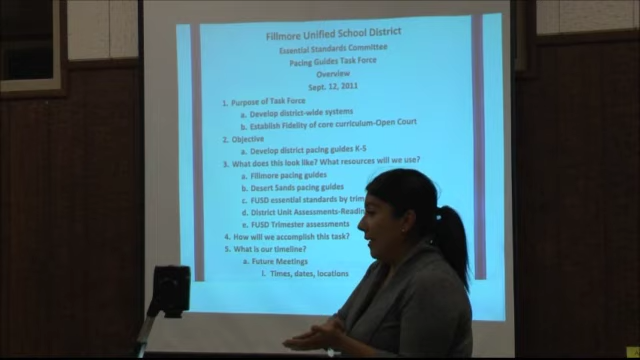 Fillmore Unified School District
Essential Standards Committee
Pacing Guides Task Force
Overview
Sept. 12, 2011
1. Purpose of Task Force
a. Develop district-wide systems
b. Establish Fidelity of core curriculum-Open Court
2. Objective
a. Develop district pacing guides K-5
3. What does this look like? What resources will we use?
a. Fillmore pacing guides
b. Desert Sands pacing guides
c. FUSD essential standards by
d. District Unit Assessments-Reading
e. FUSD Trimester assessments
4. How will we accomplish this task?
5. What is our timeline?
a. Future Meetings
i. Times, dates, locations